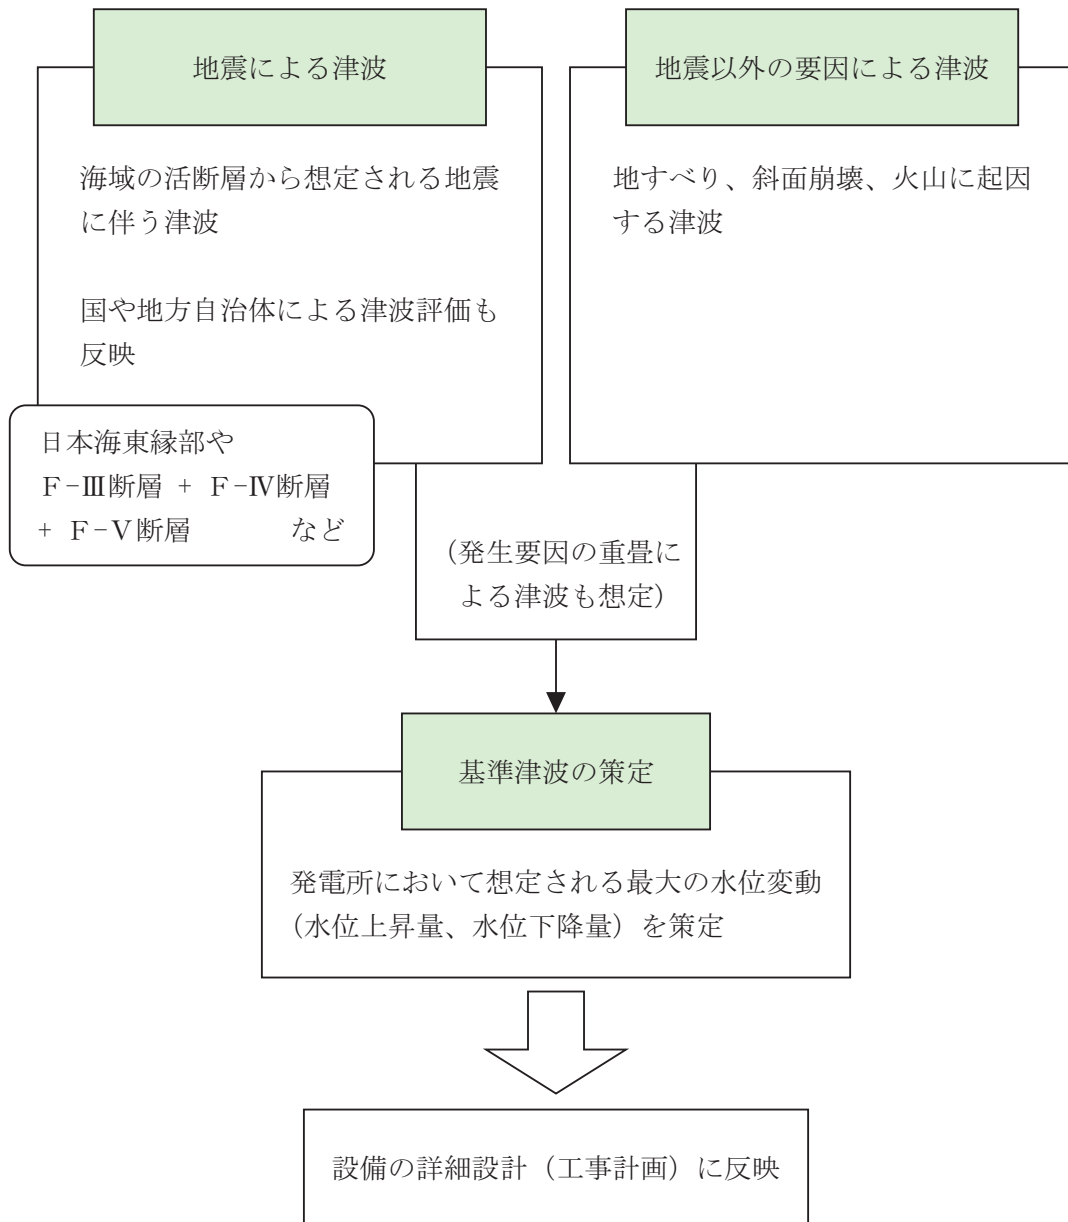 地震による津波
海域の活断層から想定される地震
に伴う津波
国や地方自治体による津波評価も
反映
日本海東縁部や
F-Ⅲ断層 + F-Ⅳ断層
+ F-Ⅴ断層 など
地震以外の要因による津波
地すべり、斜面崩壊、火山に起因
する津波
(発生要因の重畳に
よる津波も想定)
基準津波の策定
発電所において想定される最大の水位変動
(水位上昇量、水位下降量)を策定
設備の詳細設計(工事計画)に反映